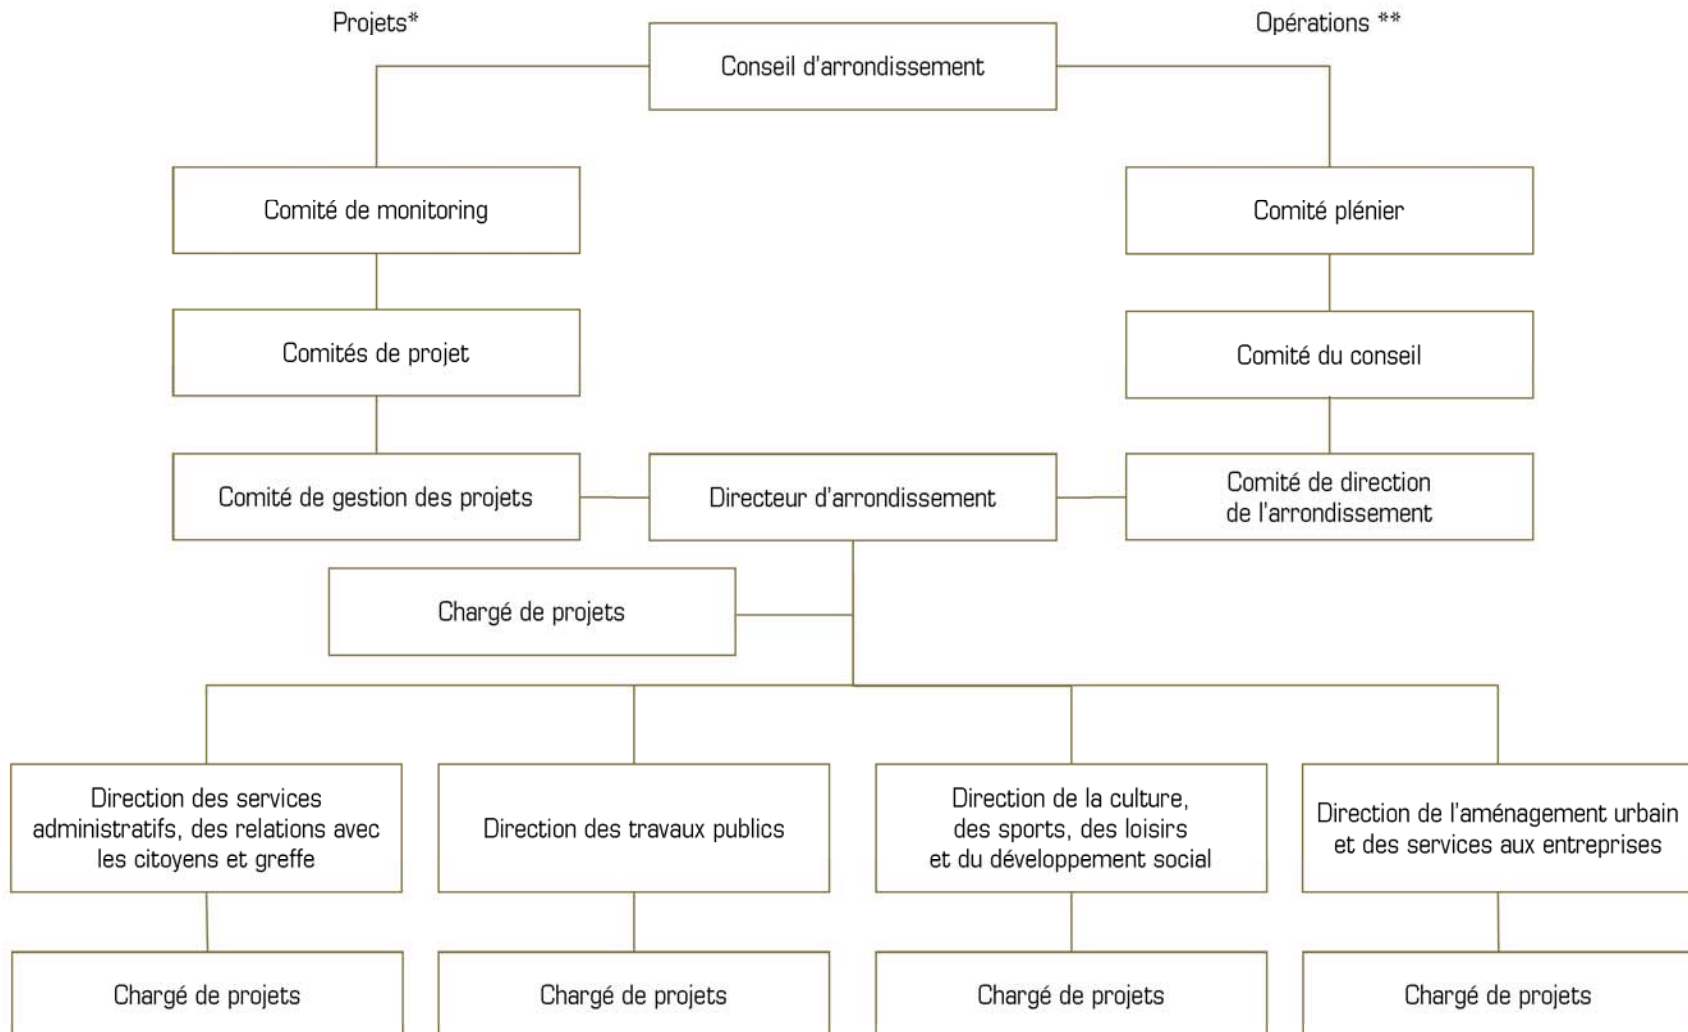 Projets*
Opérations **
Conseil d'arrondissement
Comité de monitoring
Comité plénier
Comités de projet
Comité du conseil
Comité de gestion des projets
Directeur d'arrondissement
Comité de direction
de l'arrondissement
Chargé de projets
Direction des services
administratifs, des relations avec
les citoyens et greffe
Direction des travaux publics
Direction de la culture,
des sports, des loisirs
et du développement social
Direction de l'aménagement urbain
et des services aux entreprises
Chargé de projets
Chargé de projets
Chargé de projets
Chargé de projets